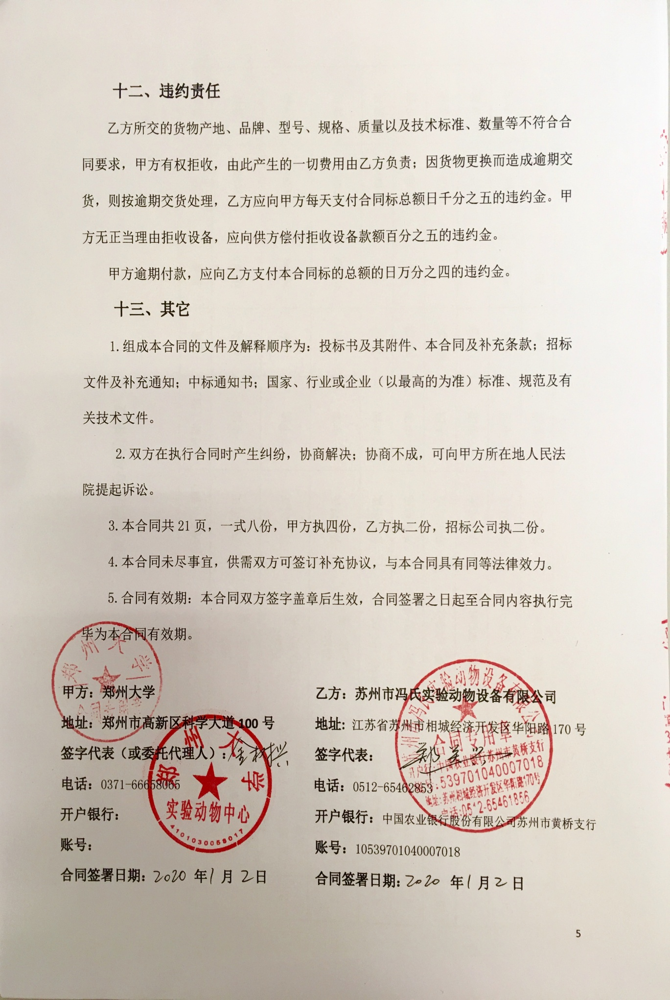 十二、违约责任
乙方所交的货物产地、品牌、型号、规格、质量以及技术标准、数量等不符合合
同要求，甲方有权拒收，由此产生的一切费用由乙方负责；因货物更换而造成逾期交
货，则按逾期交货处理，乙方应向甲方每天支付合同标总额日千分之五的违约金。甲
方无正当理由拒收设备，应向供方偿付拒收设备款额百分之五的违约金。
甲方逾期付款，应向乙方支付本合同标的总额的日万分之四的违约金。
十三、其它
1.组成本合同的文件及解释顺序为：投标书及其附件、本合同及补充条款；招标
文件及补充通知；中标通知书；国家、行业或企业（以最高的为准）标准、规范及有
关技术文件。
2.双方在执行合同时产生纠纷，协商解决；协商不成，可向甲方所在地人民法
院提起诉讼。
3.本合同共 21 页，一式八份，甲方执四份，乙方执二份，招标公司执二份。
4.本合同未尽事宜，供需双方可签订补充协议，与本合同具有同等法律效力。
5.合同有效期：本合同双方签字盖章后生效，合同签署之日起至合同内容执行完
毕为本合同有效期。
郑州大学
合同专用章
甲方：郑州大学
地址：郑州市高新区科学大道 100 号
签字代表（或委托代理人）：
电话：0371-66658065
开户银行：
账号：
合同签署日期：2020 年 1 月 2 日
郑州大学
实验动物中心
4101030058017
乙方：苏州市冯氏实验动物设备有限公司
地址：江苏省苏州市相城经济开发区华阳路 170 号
签字代表：
电话：0512-65462853
开户银行：中国农业银行股份有限公司苏州市黄桥支行
账号：10539701040007018
合同签署日期：2020 年 1 月 2 日
苏州市冯氏实验动物设备有限公司
合同专用章
开户行:中国农业银行苏州市黄桥支行
539701040007018
地址:苏州相城经济开发区华阳路170号
电话:0512-65461856
5